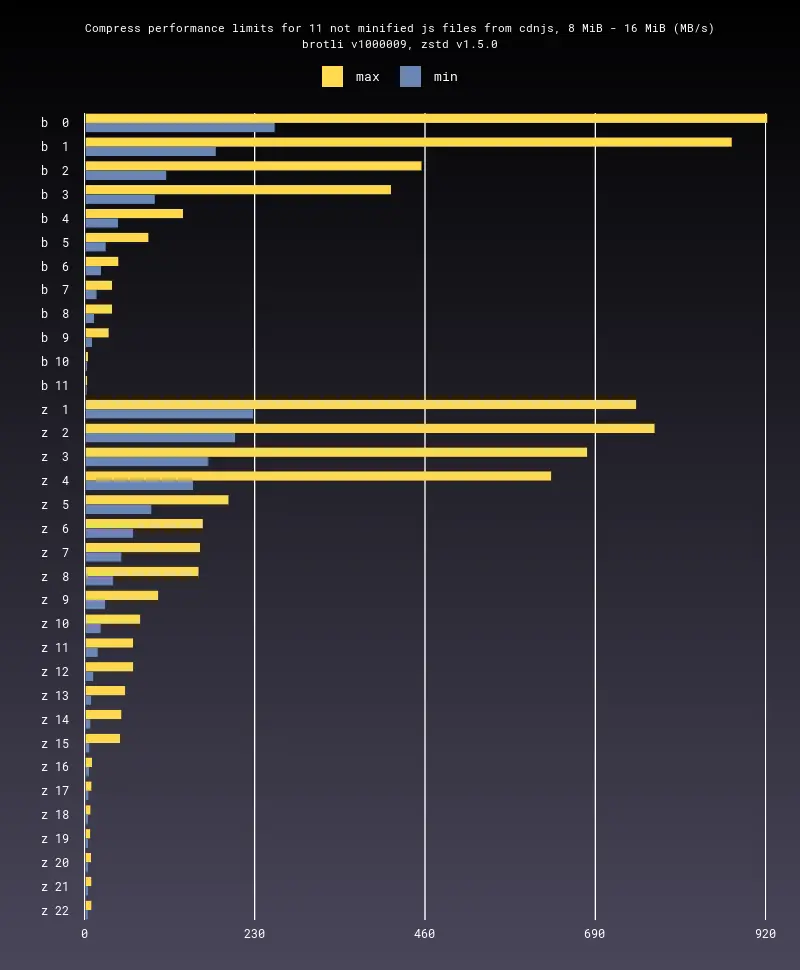 Compress performance limits for 11 not minified js files from cdnjs, 8 MiB - 16 MiB (MB/s)
brotli v1000009, zstd v1.5.0
max min
b 0
b 1
b 2
b 3
b 4
b 5
b 6
b 7
b 8
b 9
b 10
b 11
z 1
z 2
z 3
z 4
z 5
z 6
z 7
z 8
z 9
z 10
z 11
z 12
z 13
z 14
z 15
z 16
z 17
z 18
z 19
z 20
z 21
z 22
0 230 460 690 920